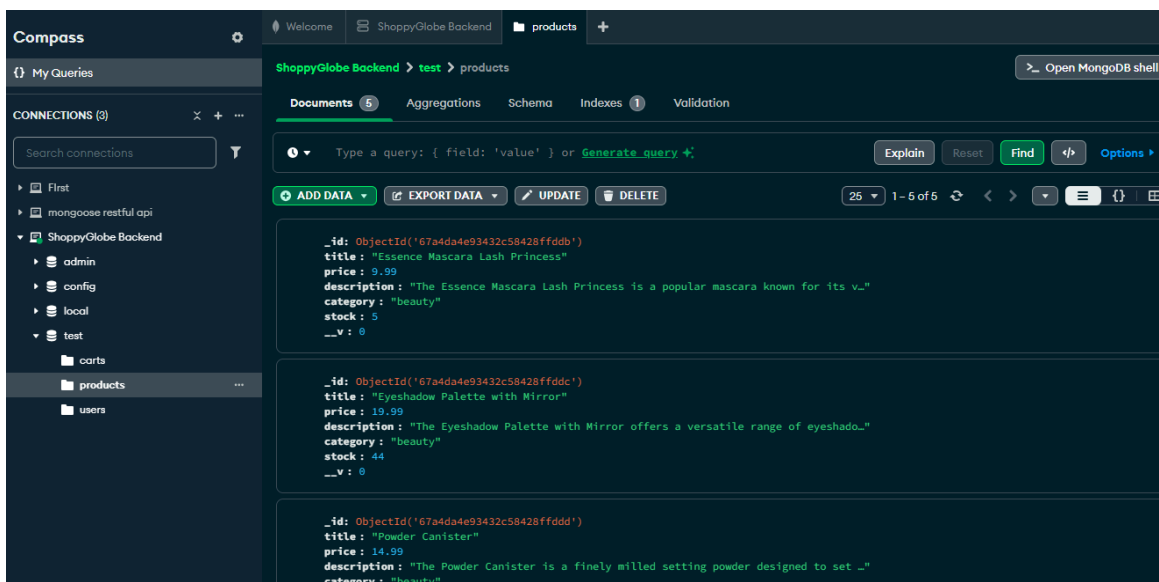 Compass
{} My Queries
CONNECTIONS (3)
Search connections
FIrst
mongoose restful api
ShoppyGlobe Backend
admin
config
local
test
carts
products
users
Welcome
ShoppyGlobe Backend
products
ShoppyGlobe Backend > test > products
>_ Open MongoDB shell
Documents 5 Aggregations Schema Indexes 1 Validation
Type a query: { field: 'value' } or Generate query
Explain Reset Find </> Options
ADD DATA EXPORT DATA UPDATE DELETE
25 1 – 5 of 5 {}
_id: ObjectId('67a4da4e93432c58428ffddb')
title : "Essence Mascara Lash Princess"
price : 9.99
description : "The Essence Mascara Lash Princess is a popular mascara known for its v…"
category : "beauty"
stock : 5
__v : 0
_id: ObjectId('67a4da4e93432c58428ffddc')
title : "Eyeshadow Palette with Mirror"
price : 19.99
description : "The Eyeshadow Palette with Mirror offers a versatile range of eyeshado…"
category : "beauty"
stock : 44
__v : 0
_id: ObjectId('67a4da4e93432c58428ffddd')
title : "Powder Canister"
price : 14.99
description : "The Powder Canister is a finely milled setting powder designed to set …"
category : "beauty"